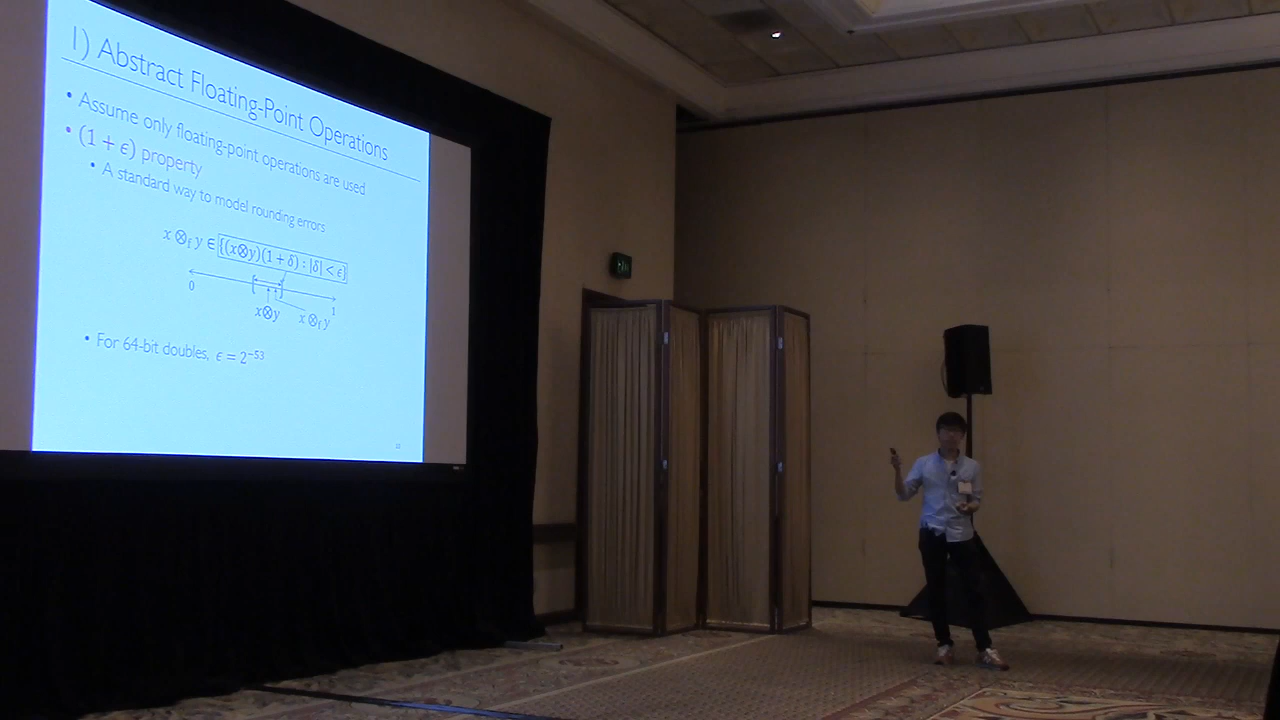 1) Abstract Floating-Point Operations
• Assume only floating-point operations are used
• (1 + ϵ) property
• A standard way to model rounding errors
x ⊗f y ∈ {(x⊗y)(1 + δ) : |δ| < ϵ}
0
1
x⊗y
x ⊗f y
• For 64-bit doubles, ϵ = 2⁻⁵³